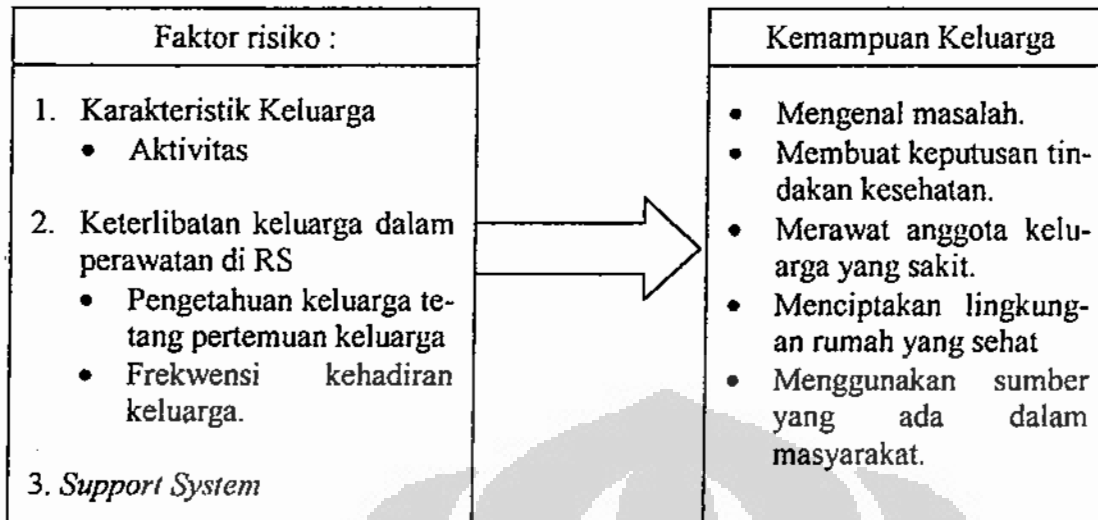 Faktor risiko :
1. Karakteristik Keluarga
• Aktivitas
2. Keterlibatan keluarga dalam
perawatan di RS
• Pengetahuan keluarga te-
tang pertemuan keluarga
• Frekwensi kehadiran
keluarga.
3. Support System
Kemampuan Keluarga
• Mengenal masalah.
• Membuat keputusan tin-
dakan kesehatan.
• Merawat anggota kelu-
arga yang sakit.
• Menciptakan lingkung-
an rumah yang sehat
• Menggunakan sumber
yang ada dalam
masyarakat.